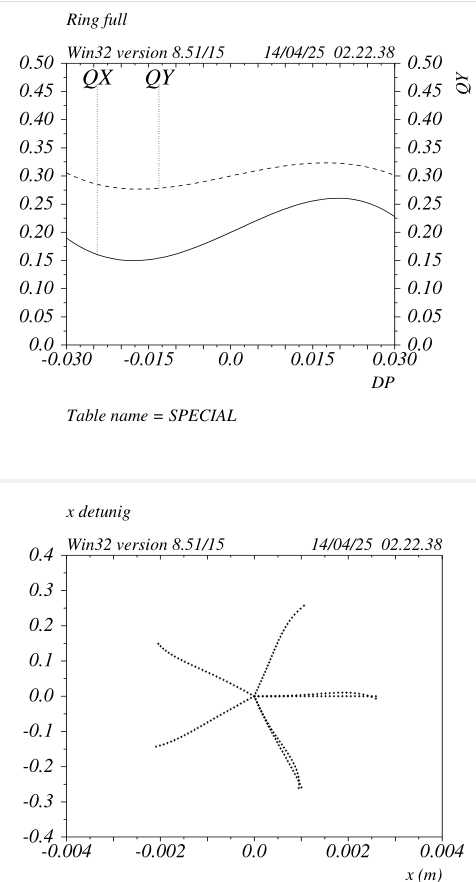 Ring full
Win32 version 8.51/15 14/04/25 02.22.38
0.50 QX QY 0.50 QY
0.45 0.45
0.40 0.40
0.35 0.35
0.30 0.30
0.25 0.25
0.20 0.20
0.15 0.15
0.10 0.10
0.05 0.05
0.0 0.0
-0.030 -0.015 0.0 0.015 0.030
DP
Table name = SPECIAL
x detunig
Win32 version 8.51/15 14/04/25 02.22.38
0.4
0.3
0.2
0.1
0.0
-0.1
-0.2
-0.3
-0.4
-0.004 -0.002 0.0 0.002 0.004
x (m)